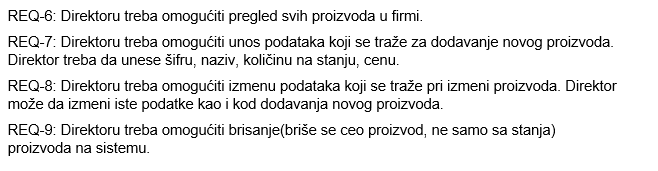 REQ-6: Direktoru treba omogućiti pregled svih proizvoda u firmi.
REQ-7: Direktoru treba omogućiti unos podataka koji se traže za dodavanje novog proizvoda.
Direktor treba da unese šifru, naziv, količinu na stanju, cenu.
REQ-8: Direktoru treba omogućiti izmenu podataka koji se traže pri izmeni proizvoda. Direktor
može da izmeni iste podatke kao i kod dodavanja novog proizvoda.
REQ-9: Direktoru treba omogućiti brisanje(briše se ceo proizvod, ne samo sa stanja)
proizvoda na sistemu.